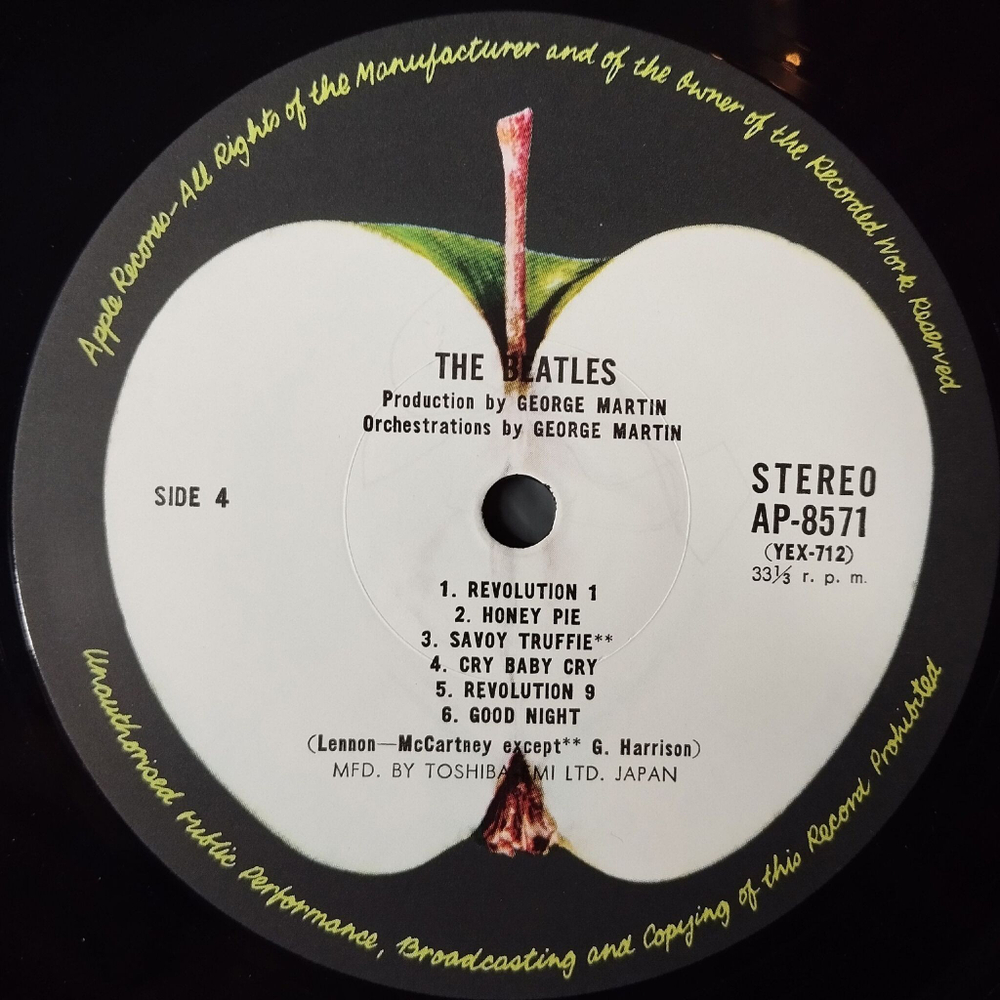 Apple Records-All Rights of the Manufacturer and of the Owner of the Recorded Work Reserved
THE BEATLES
Production by GEORGE MARTIN
Orchestrations by GEORGE MARTIN
SIDE 4
STEREO
AP-8571
(YEX-712)
33⅓ r. p. m.
1. REVOLUTION 1
2. HONEY PIE
3. SAVOY TRUFFIE**
4. CRY BABY CRY
5. REVOLUTION 9
6. GOOD NIGHT
(Lennon—McCartney except** G. Harrison)
MFD. BY TOSHIBA-EMI LTD. JAPAN
Unauthorised Public Performance, Broadcasting and Copying of this Record Prohibited